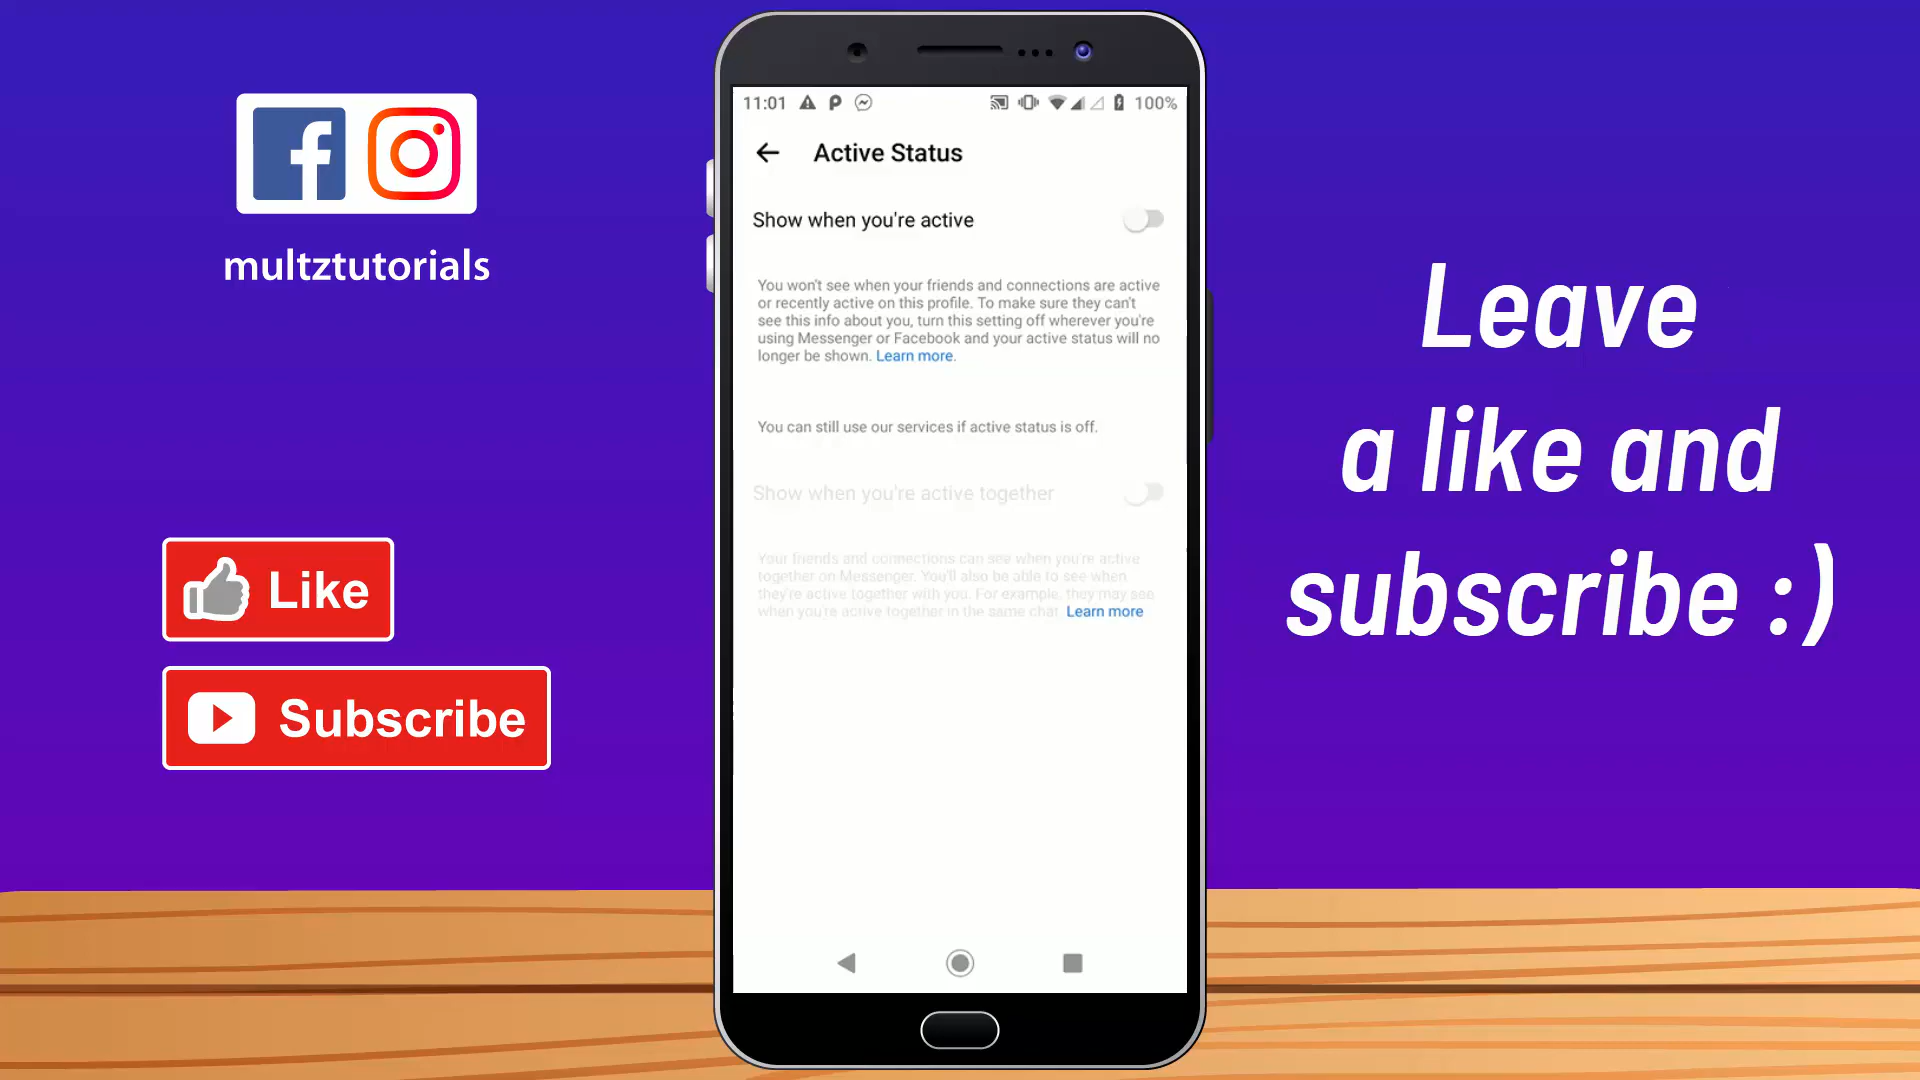 multztutorials
Like
Subscribe
11:01
100%
Active Status
Show when you're active
You won't see when your friends and connections are active
or recently active on this profile. To make sure they can't
see this info about you, turn this setting off wherever you're
using Messenger or Facebook and your active status will no
longer be shown. Learn more.
You can still use our services if active status is off.
Show when you're active together
Your friends and connections can see when you're active
together on Messenger. You'll also be able to see when
they're active together with you. For example, they may see
when you're active together in the same chat. Learn more
Leave
a like and
subscribe :)